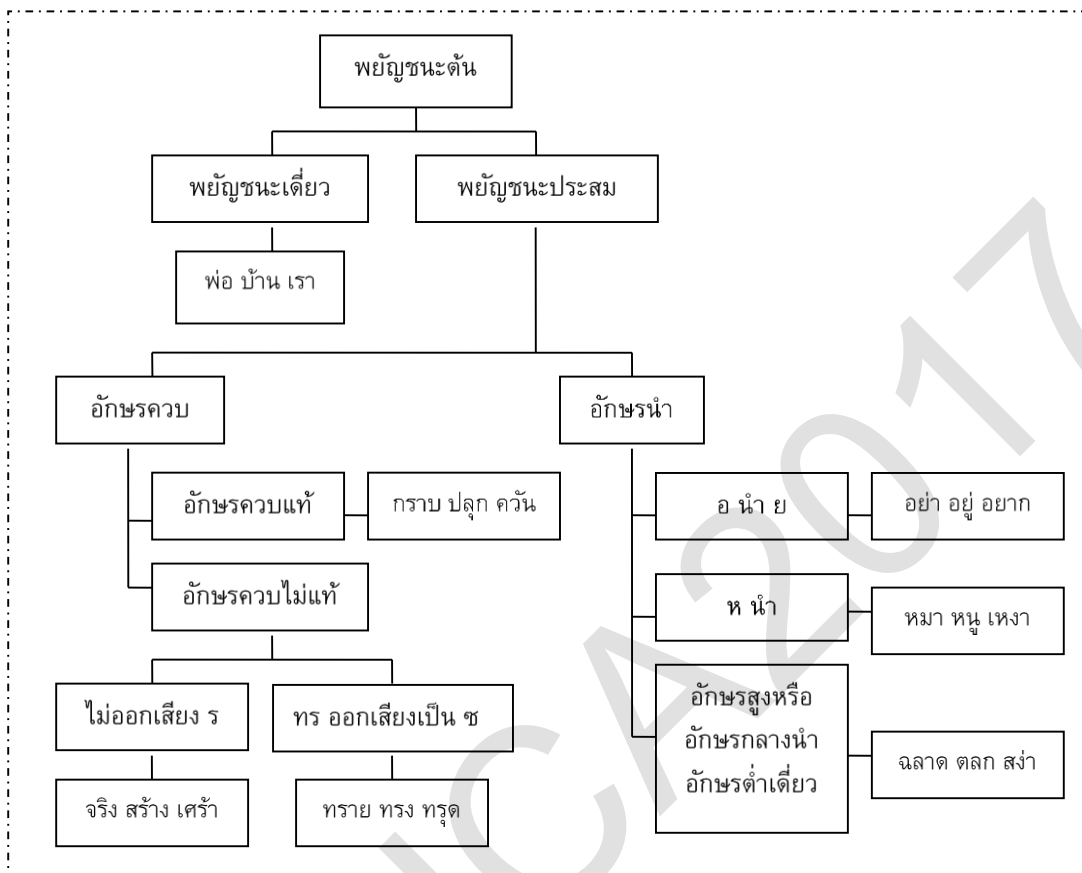 พยัญชนะต้น
พยัญชนะเดี่ยว
พยัญชนะประสม
พ่อ บ้าน เรา
อักษรควบ
อักษรนำ
อักษรควบแท้
กราบ ปลุก ควัน
อ นำ ย
อย่า อยู่ อยาก
อักษรควบไม่แท้
ห นำ
หมา หนู เหงา
ไม่ออกเสียง ร
ทร ออกเสียงเป็น ซ
อักษรสูงหรือ
อักษรกลางนำ
อักษรต่ำเดี่ยว
ฉลาด ตลก สง่า
จริง สร้าง เศร้า
ทราย ทรง ทรุด